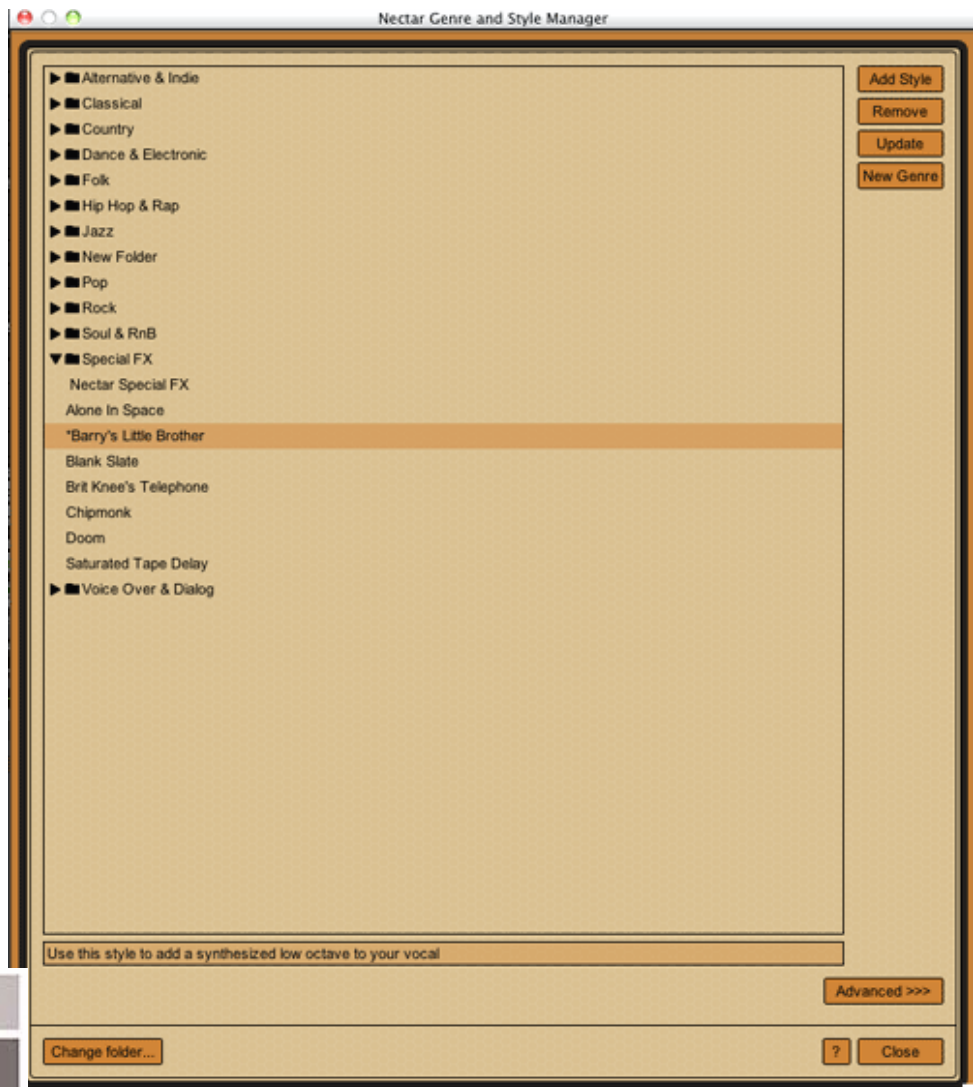 Nectar Genre and Style Manager
Alternative & Indie
Classical
Country
Dance & Electronic
Folk
Hip Hop & Rap
Jazz
New Folder
Pop
Rock
Soul & RnB
Special FX
Nectar Special FX
Alone In Space
*Barry's Little Brother
Blank Slate
Brit Knee's Telephone
Chipmonk
Doom
Saturated Tape Delay
Voice Over & Dialog
Add Style
Remove
Update
New Genre
Use this style to add a synthesized low octave to your vocal
Advanced >>>
Change folder...
?
Close